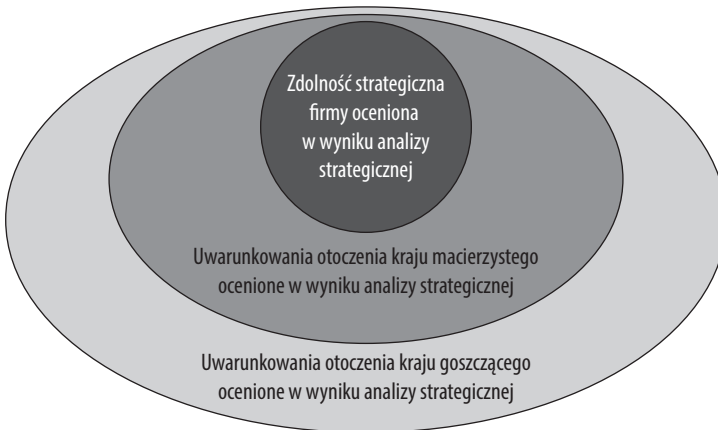 Zdolność strategiczna
firmy oceniona
w wyniku analizy
strategicznej
Uwarunkowania otoczenia kraju macierzystego
ocenione w wyniku analizy strategicznej
Uwarunkowania otoczenia kraju goszczącego
ocenione w wyniku analizy strategicznej